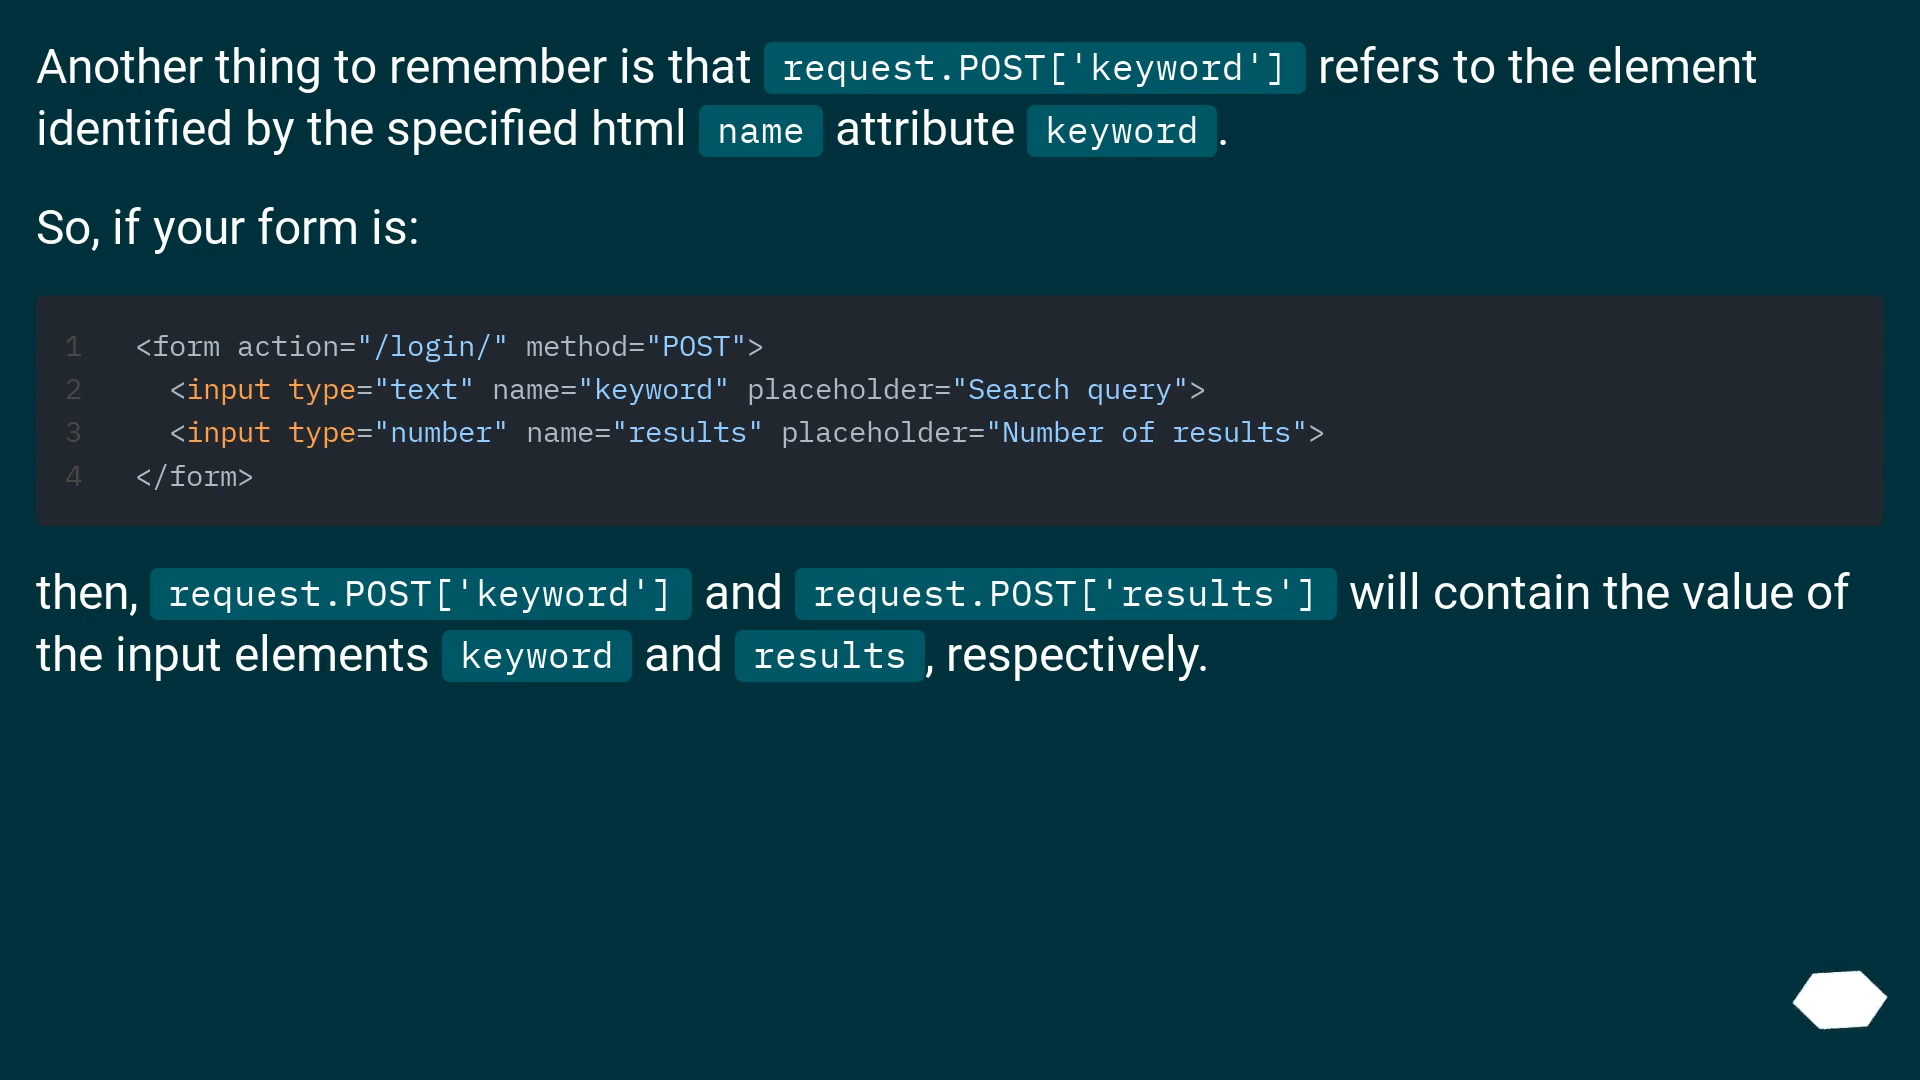 Another thing to remember is that request.POST['keyword'] refers to the element
identified by the specified html name attribute keyword.
So, if your form is:
1 <form action="/login/" method="POST">
2 <input type="text" name="keyword" placeholder="Search query">
3 <input type="number" name="results" placeholder="Number of results">
4 </form>
then, request.POST['keyword'] and request.POST['results'] will contain the value of
the input elements keyword and results, respectively.